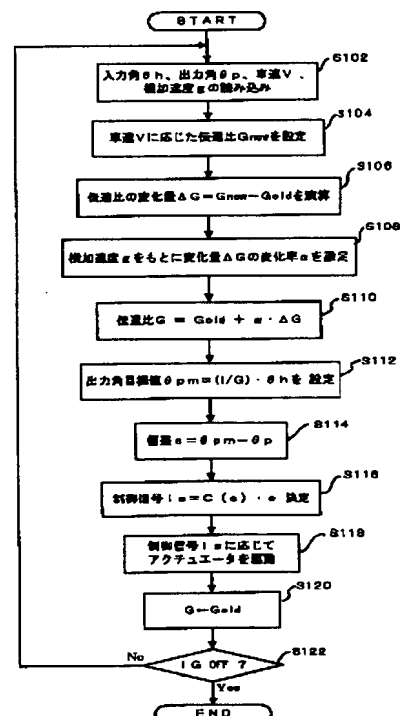 START
S102
入力角θh、出力角θp、車速V、
横加速度gの読み込み
S104
車速Vに応じた伝達比Gnewを設定
S106
伝達比の変化量ΔG=Gnew-Goldを演算
S108
横加速度gをもとに変化量ΔGの変化率αを設定
S110
伝達比G = Gold + α・ΔG
S112
出力角目標値θpm=(1/G)・θhを 設定
S114
偏差e=θpm-θp
S116
制御信号Is=C(s)・e 決定
S118
制御信号Isに応じて
アクチュエータを駆動
S120
G←Gold
No
IG OFF ?
S122
Yes
END